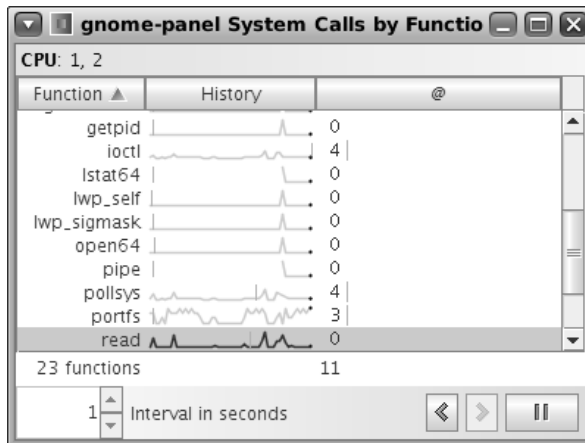 gnome-panel System Calls by Functio
CPU: 1, 2
Function History @
getpid 0
ioctl 4
lstat64 0
lwp_self 0
lwp_sigmask 0
open64 0
pipe 0
pollsys 4
portfs 3
read 0
23 functions 11
1 Interval in seconds